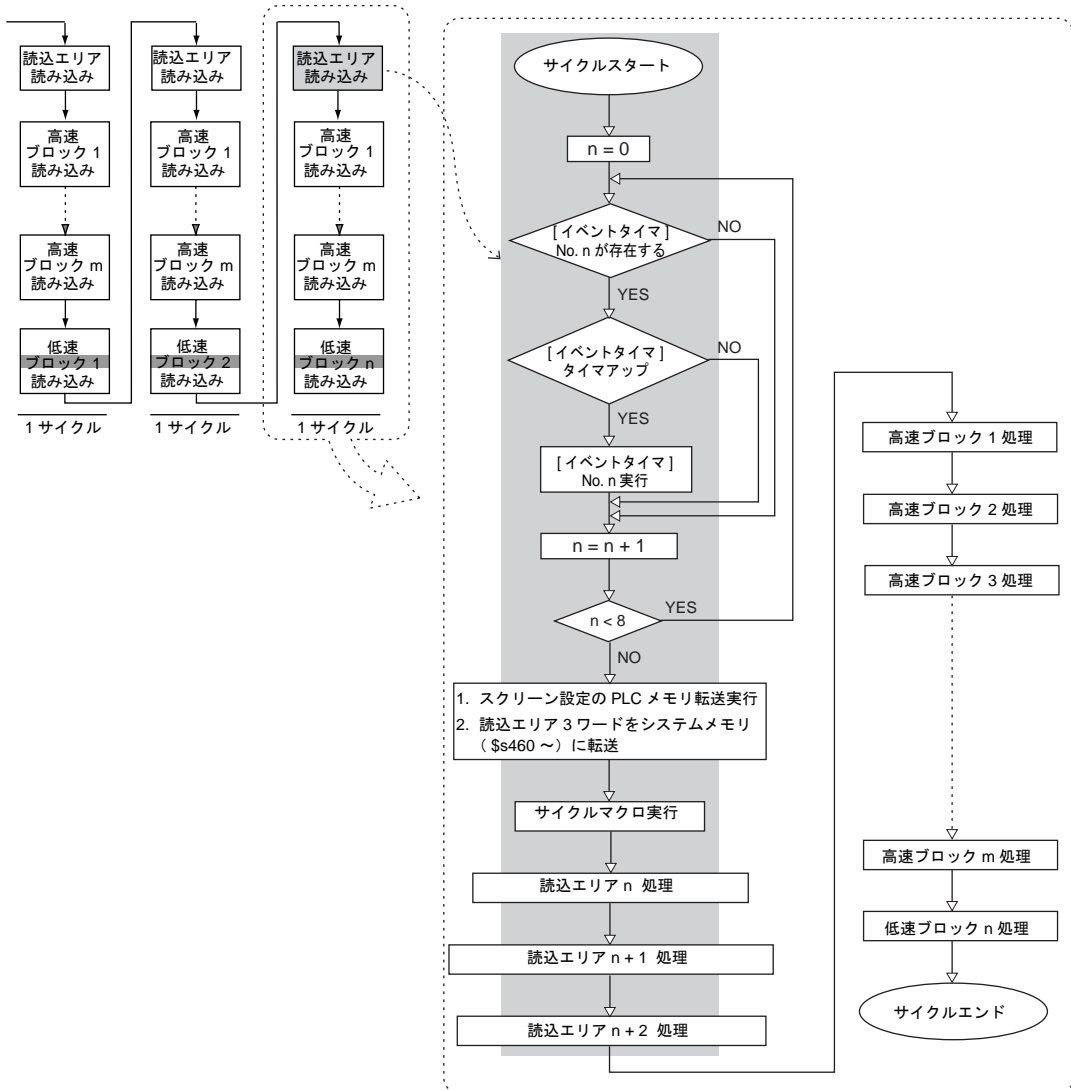 読込エリア
読み込み
高速
ブロック 1
読み込み
高速
ブロック m
読み込み
低速
ブロック 1
読み込み
1 サイクル
読込エリア
読み込み
高速
ブロック 1
読み込み
高速
ブロック m
読み込み
低速
ブロック 2
読み込み
1 サイクル
読込エリア
読み込み
高速
ブロック 1
読み込み
高速
ブロック m
読み込み
低速
ブロック n
読み込み
1 サイクル
サイクルスタート
n = 0
[ イベントタイマ ]
No. n が存在する
NO
YES
[ イベントタイマ ]
タイマアップ
NO
YES
[ イベントタイマ ]
No. n 実行
n = n + 1
n < 8
YES
NO
1. スクリーン設定の PLC メモリ転送実行
2. 読込エリア 3 ワードをシステムメモリ
( $s460 ～ ) に転送
サイクルマクロ実行
読込エリア n 処理
読込エリア n + 1 処理
読込エリア n + 2 処理
高速ブロック 1 処理
高速ブロック 2 処理
高速ブロック 3 処理
高速ブロック m 処理
低速ブロック n 処理
サイクルエンド